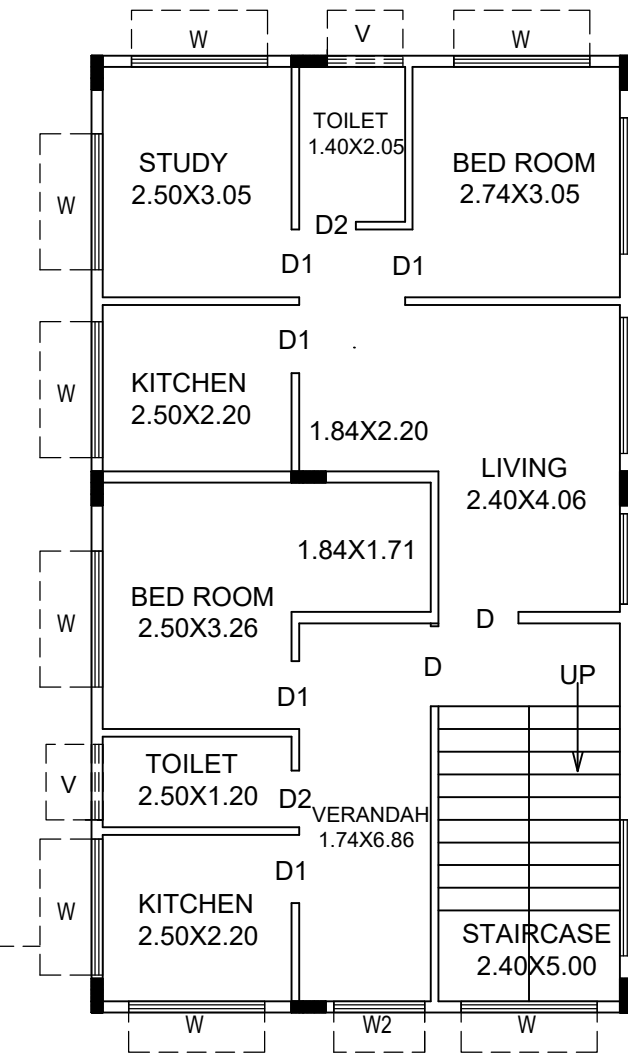 W
V
W
TOILET
1.40X2.05
STUDY
2.50X3.05
BED ROOM
2.74X3.05
W
D2
D1
D1
D1
KITCHEN
2.50X2.20
W
1.84X2.20
LIVING
2.40X4.06
1.84X1.71
BED ROOM
2.50X3.26
W
D
D
UP
D1
TOILET
2.50X1.20
V
D2
VERANDAH
1.74X6.86
D1
KITCHEN
2.50X2.20
W
STAIRCASE
2.40X5.00
W
W2
W